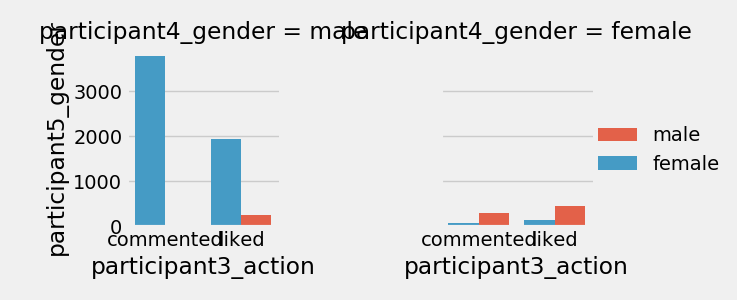 participant4_gender = male
participant4_gender = female
participant5_gender
3000
2000
1000
0
commented
liked
commented
liked
participant3_action
participant3_action
male
female